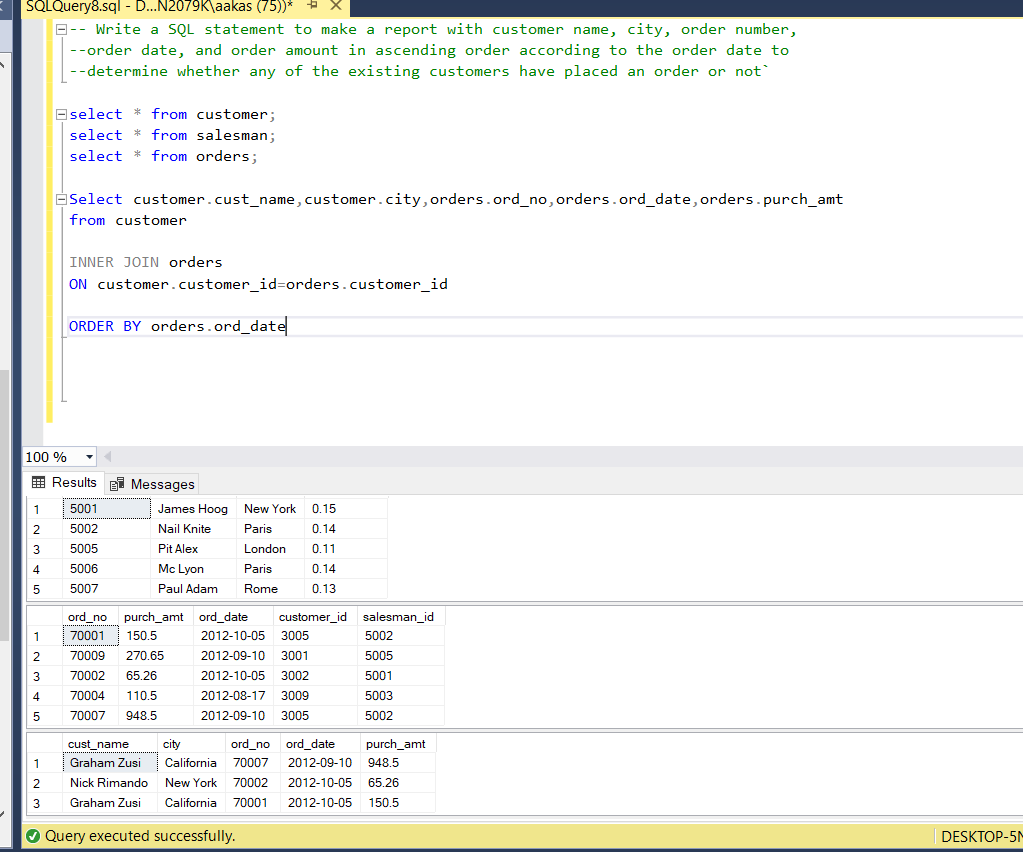 SQLQuery8.sql - D...N2079K\aakas (75))*
-- Write a SQL statement to make a report with customer name, city, order number,
--order date, and order amount in ascending order according to the order date to
--determine whether any of the existing customers have placed an order or not`
select * from customer;
select * from salesman;
select * from orders;
Select customer.cust_name,customer.city,orders.ord_no,orders.ord_date,orders.purch_amt
from customer
INNER JOIN orders
ON customer.customer_id=orders.customer_id
ORDER BY orders.ord_date
100 %
Results Messages
1 5001 James Hoog New York 0.15
2 5002 Nail Knite Paris 0.14
3 5005 Pit Alex London 0.11
4 5006 Mc Lyon Paris 0.14
5 5007 Paul Adam Rome 0.13
ord_no purch_amt ord_date customer_id salesman_id
1 70001 150.5 2012-10-05 3005 5002
2 70009 270.65 2012-09-10 3001 5005
3 70002 65.26 2012-10-05 3002 5001
4 70004 110.5 2012-08-17 3009 5003
5 70007 948.5 2012-09-10 3005 5002
cust_name city ord_no ord_date purch_amt
1 Graham Zusi California 70007 2012-09-10 948.5
2 Nick Rimando New York 70002 2012-10-05 65.26
3 Graham Zusi California 70001 2012-10-05 150.5
Query executed successfully. DESKTOP-5N